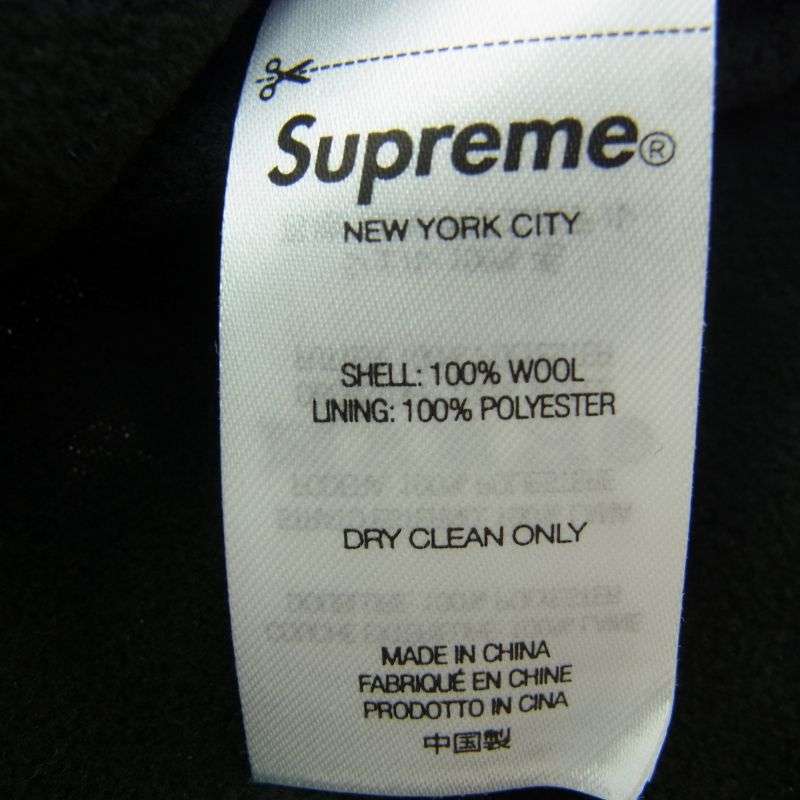 Supreme®
NEW YORK CITY
SHELL: 100% WOOL
LINING: 100% POLYESTER
DRY CLEAN ONLY
MADE IN CHINA
FABRIQUÉ EN CHINE
PRODOTTO IN CINA
中国製